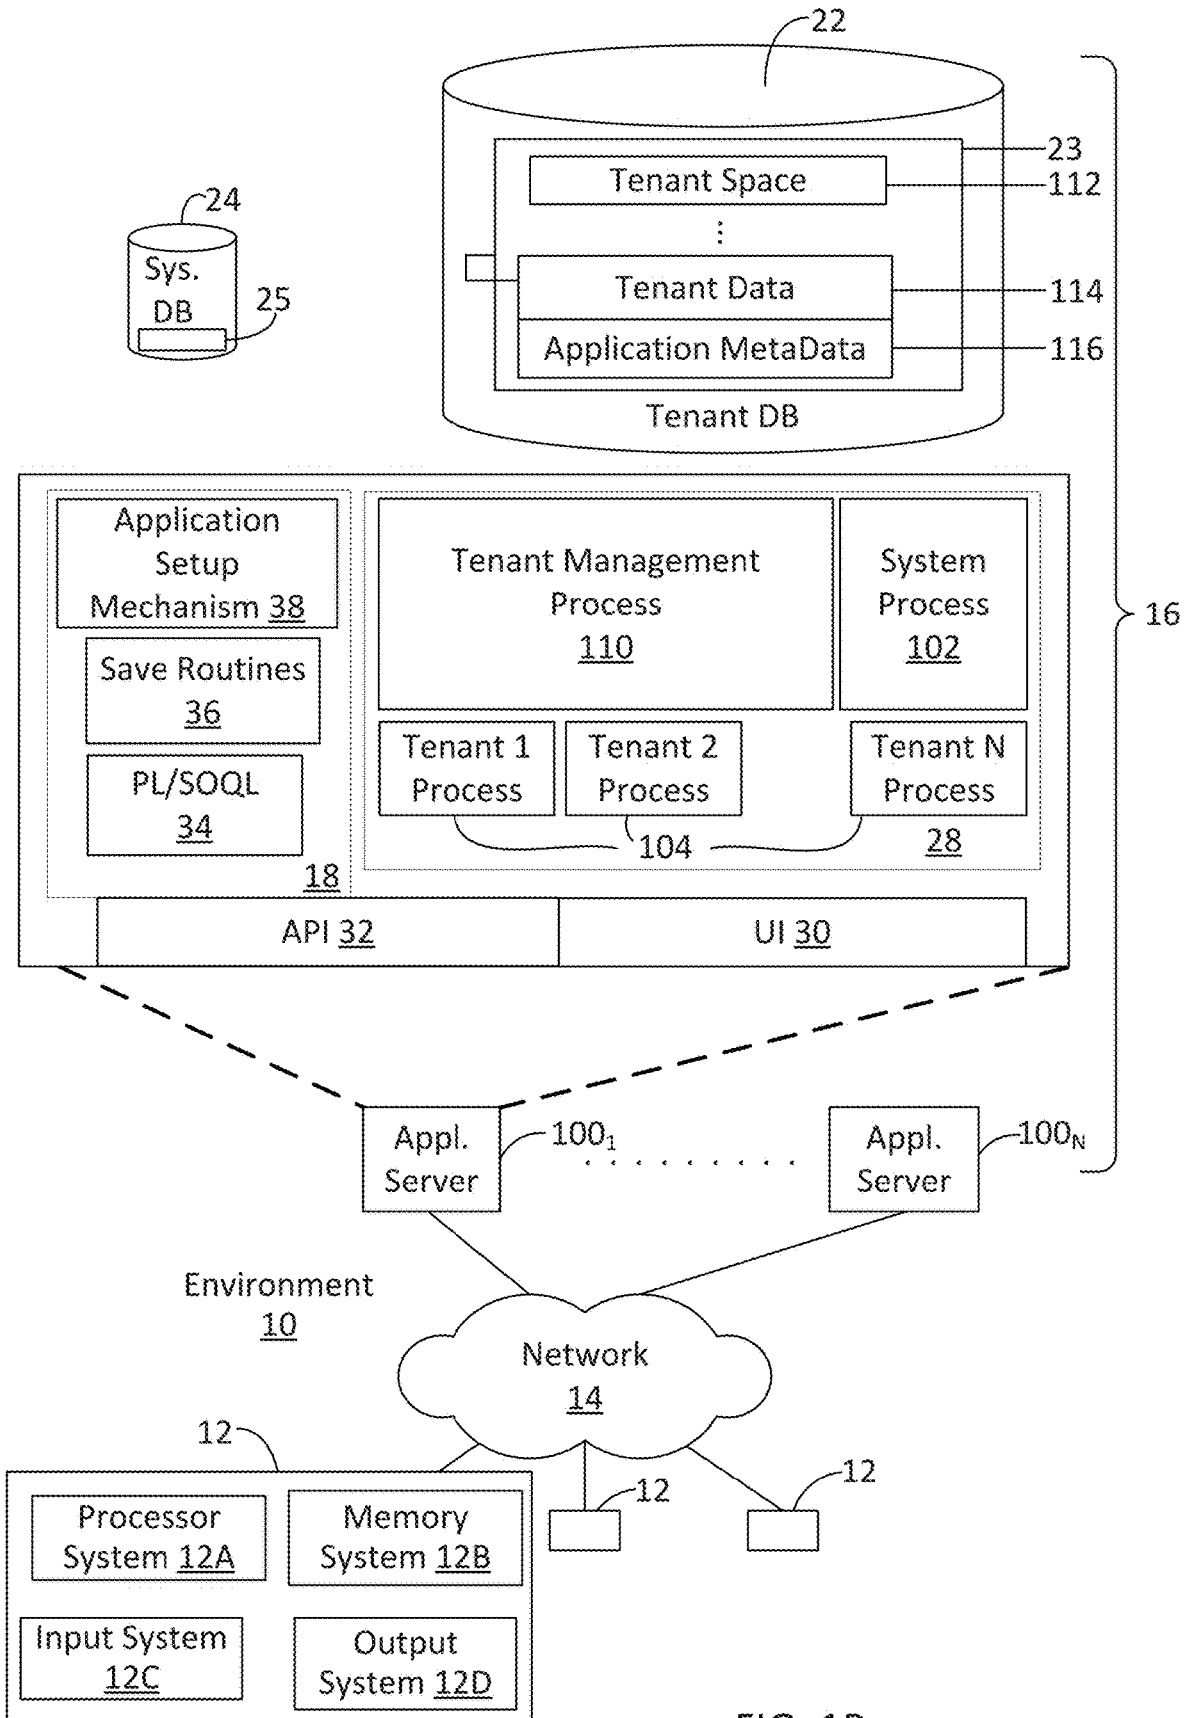 22
23
Tenant Space
112
24
⋮
Sys.
DB
25
Tenant Data
114
Application MetaData
116
Tenant DB
Application
Setup
Mechanism 38
Tenant Management
Process
110
System
Process
102
16
Save Routines
36
Tenant 1
Process
Tenant 2
Process
Tenant N
Process
PL/SOQL
34
104
28
18
API 32
UI 30
Appl.
Server
100₁
. . . . . . . . .
Appl.
Server
100N
Environment
10
Network
14
12
12
12
Processor
System 12A
Memory
System 12B
Input System
12C
Output
System 12D